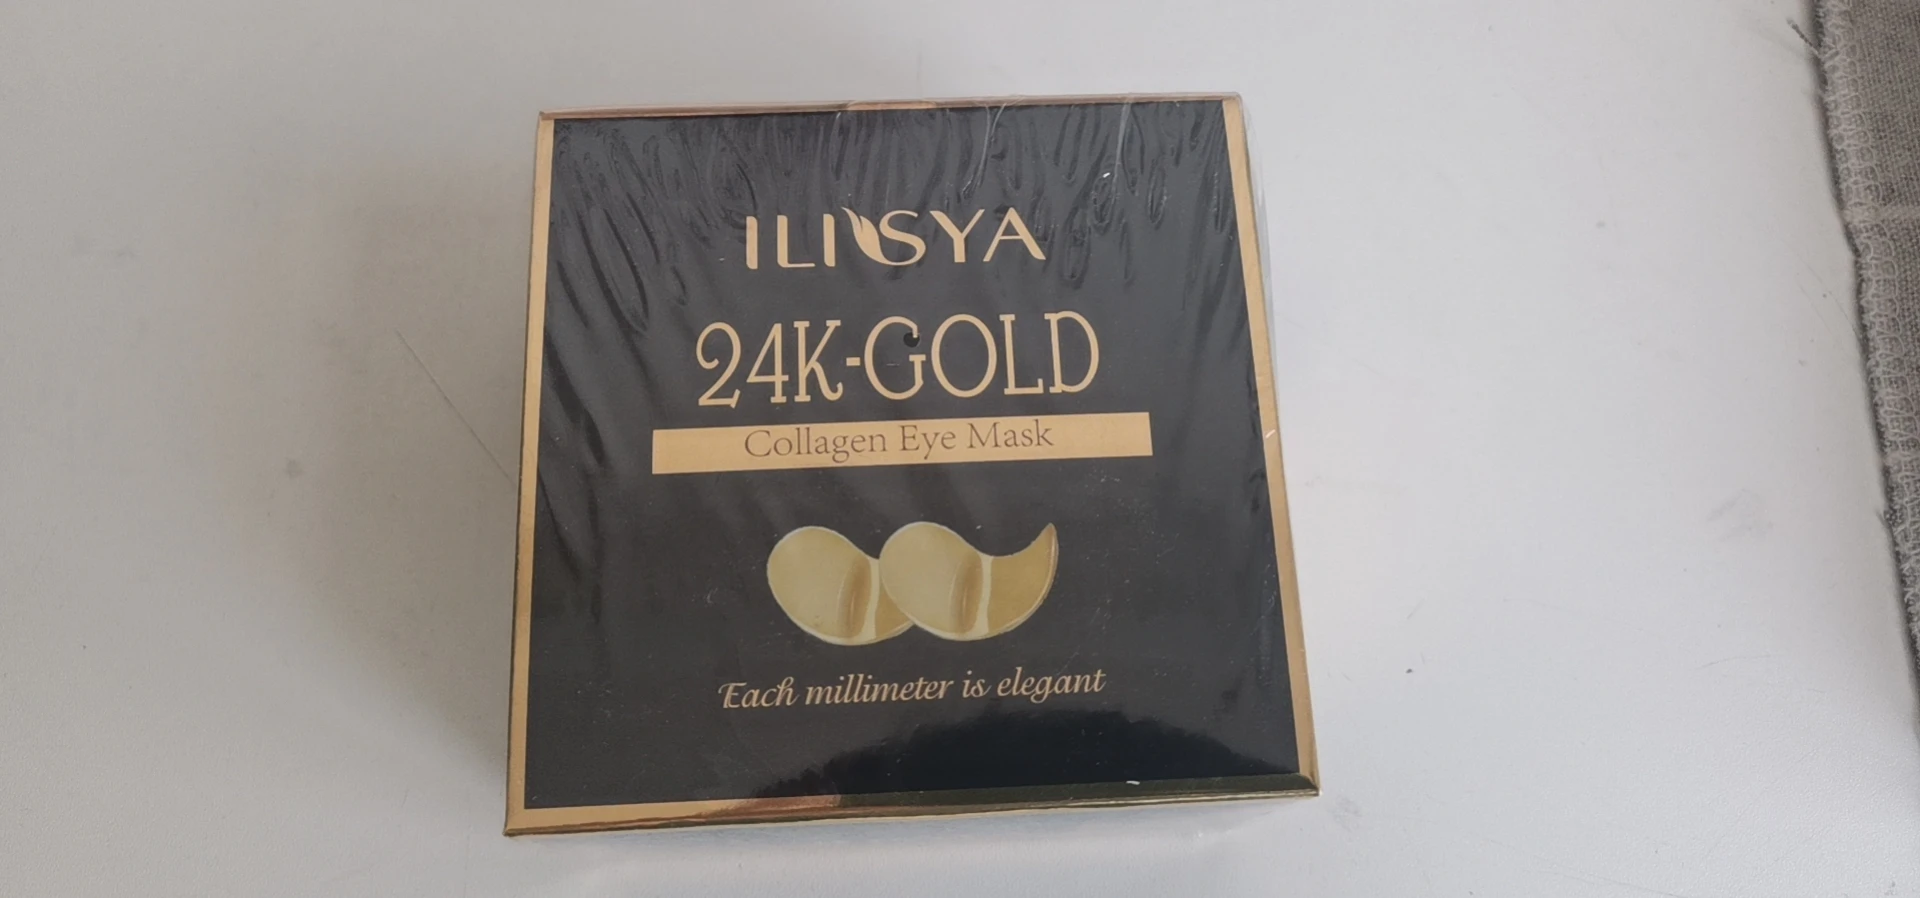 ILISYA
24K-GOLD
Collagen Eye Mask
Each millimeter is elegant